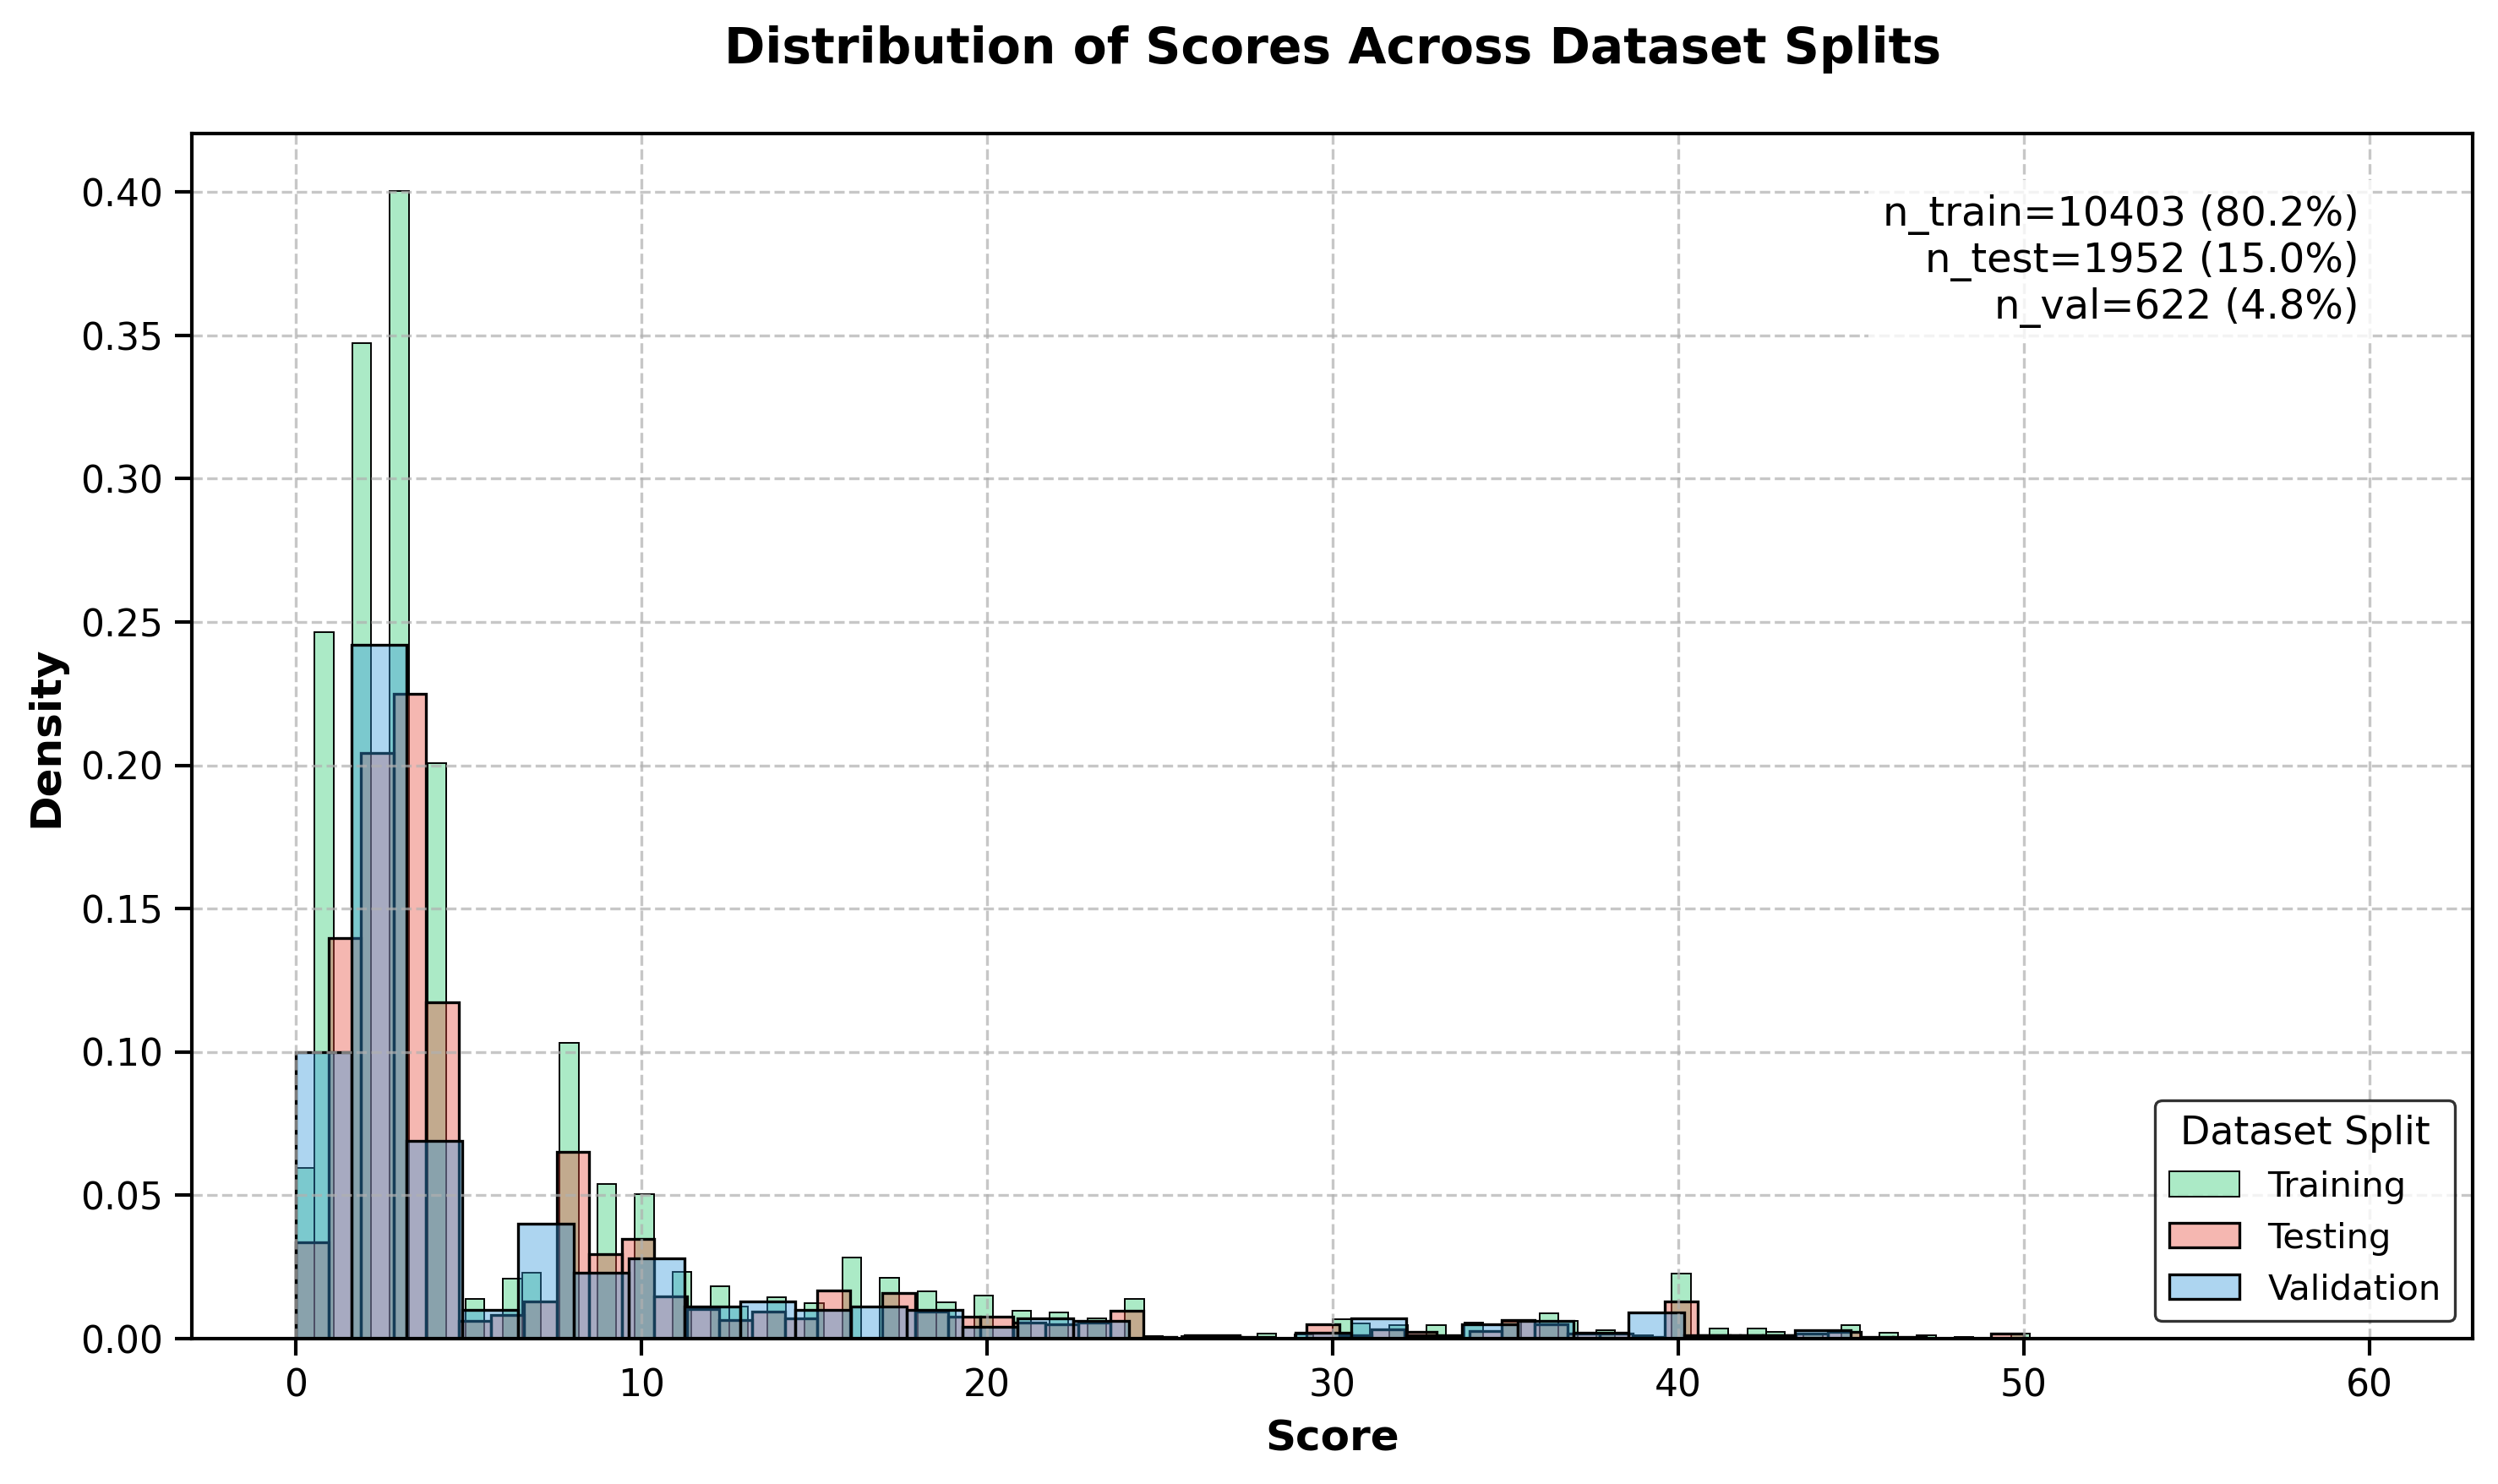 Distribution of Scores Across Dataset Splits
n_train=10403 (80.2%)
n_test=1952 (15.0%)
n_val=622 (4.8%)
Density
0.40
0.35
0.30
0.25
0.20
0.15
0.10
0.05
0.00
Dataset Split
Training
Testing
Validation
0 10 20 30 40 50 60
Score